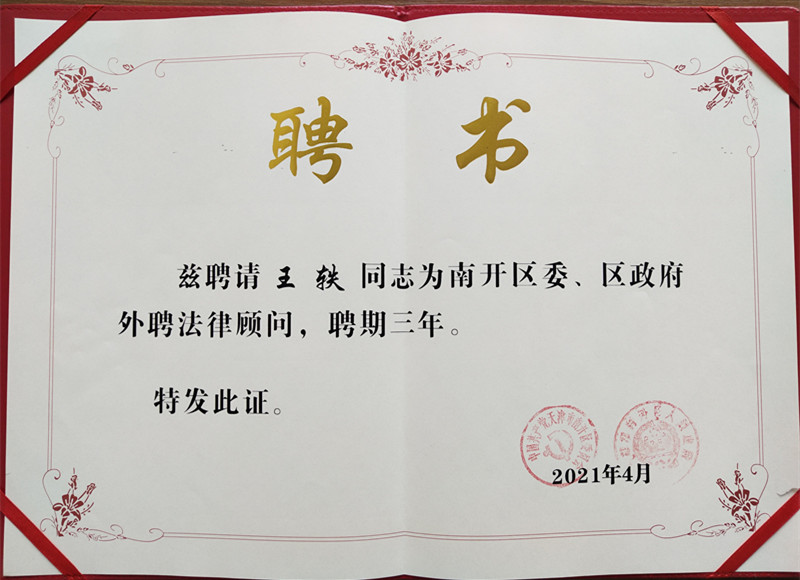 聘书
兹聘请 王轶 同志为南开区委、区政府
外聘法律顾问，聘期三年。
特发此证。
2021年4月